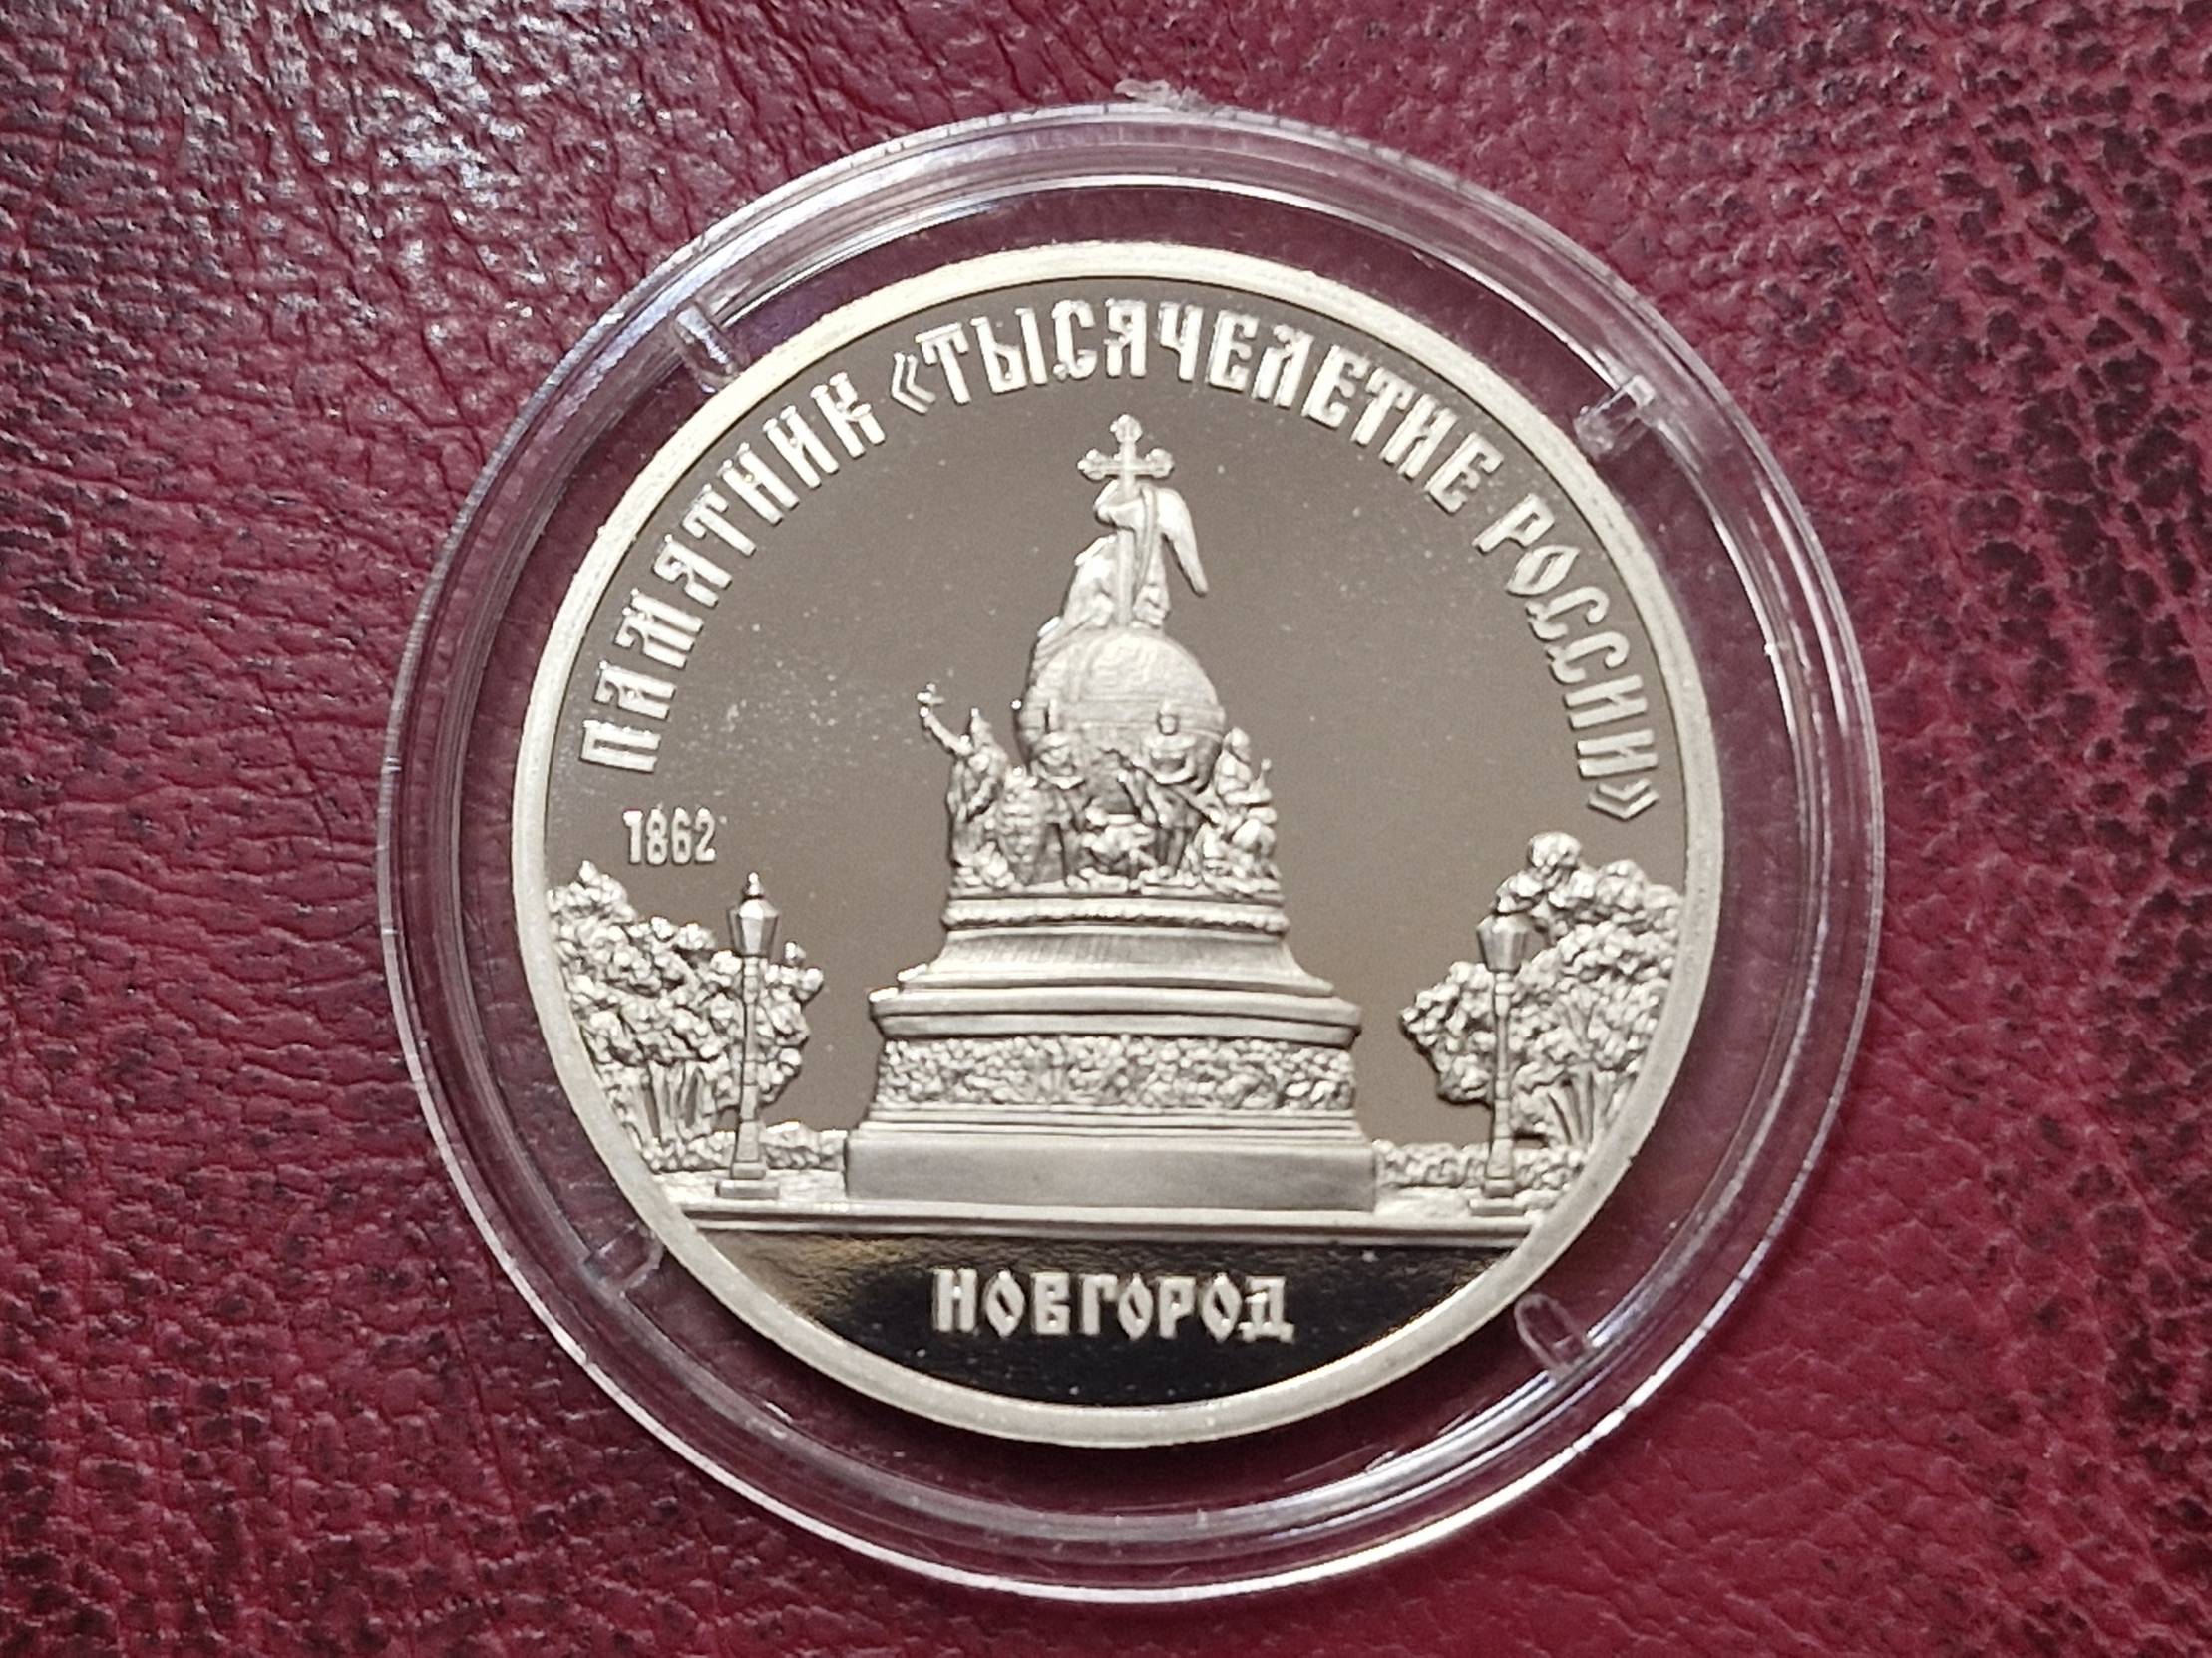 ПАМЯТНИК «ТЫСЯЧЕЛЕТИЕ РОССИИ»
1862
НОВГОРОД